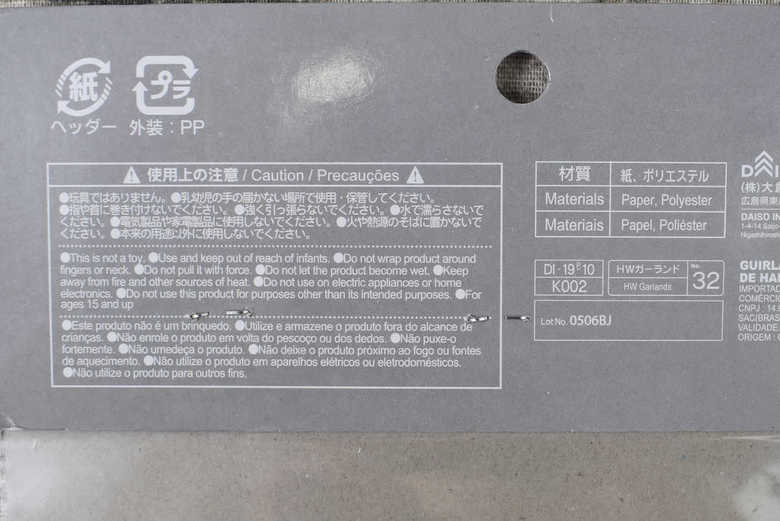 紙
プラ
ヘッダー 外装：PP
使用上の注意 / Caution / Precauções
●玩具ではありません。●乳幼児の手の届かない場所で使用・保管してください。
●指や首に巻き付けないでください。●強く引っ張らないでください。●水で濡らさないで
ください。●電気製品や家電製品に使用しないでください。●火や熱源のそばに置かないで
ください。●本来の用途以外に使用しないでください。
●This is not a toy. ●Use and keep out of reach of infants. ●Do not wrap product around
fingers or neck. ●Do not pull it with force. ●Do not let the product become wet. ●Keep
away from fire and other sources of heat. ●Do not use on electric appliances or home
electronics. ●Do not use this product for purposes other than its intended purposes. ●For
ages 15 and up
●Este produto não é um brinquedo. ●Utilize e armazene o produto fora do alcance de
crianças. ●Não enrole o produto em volta do pescoço ou dos dedos. ●Não puxe-o
fortemente. ●Não umedeça o produto. ●Não deixe o produto próximo ao fogo ou fontes
de aquecimento. ●Não utilize o produto em aparelhos elétricos ou eletrodomésticos.
●Não utilize o produto para outros fins.
材質 紙、ポリエステル
Materials Paper, Polyester
Materiais Papel, Poliéster
DI·19 P 10
K002
HWガーランド
HW Garlands
No. 32
Lot No. 0506BJ
(株)大
広島県東
DAISO
1-4-14 Saijo
GUIRL
DE HA
IMPORTAD
COMÉRCI
CNPJ : 14.
SAC/BRAS
VALIDADE
ORIGEM :